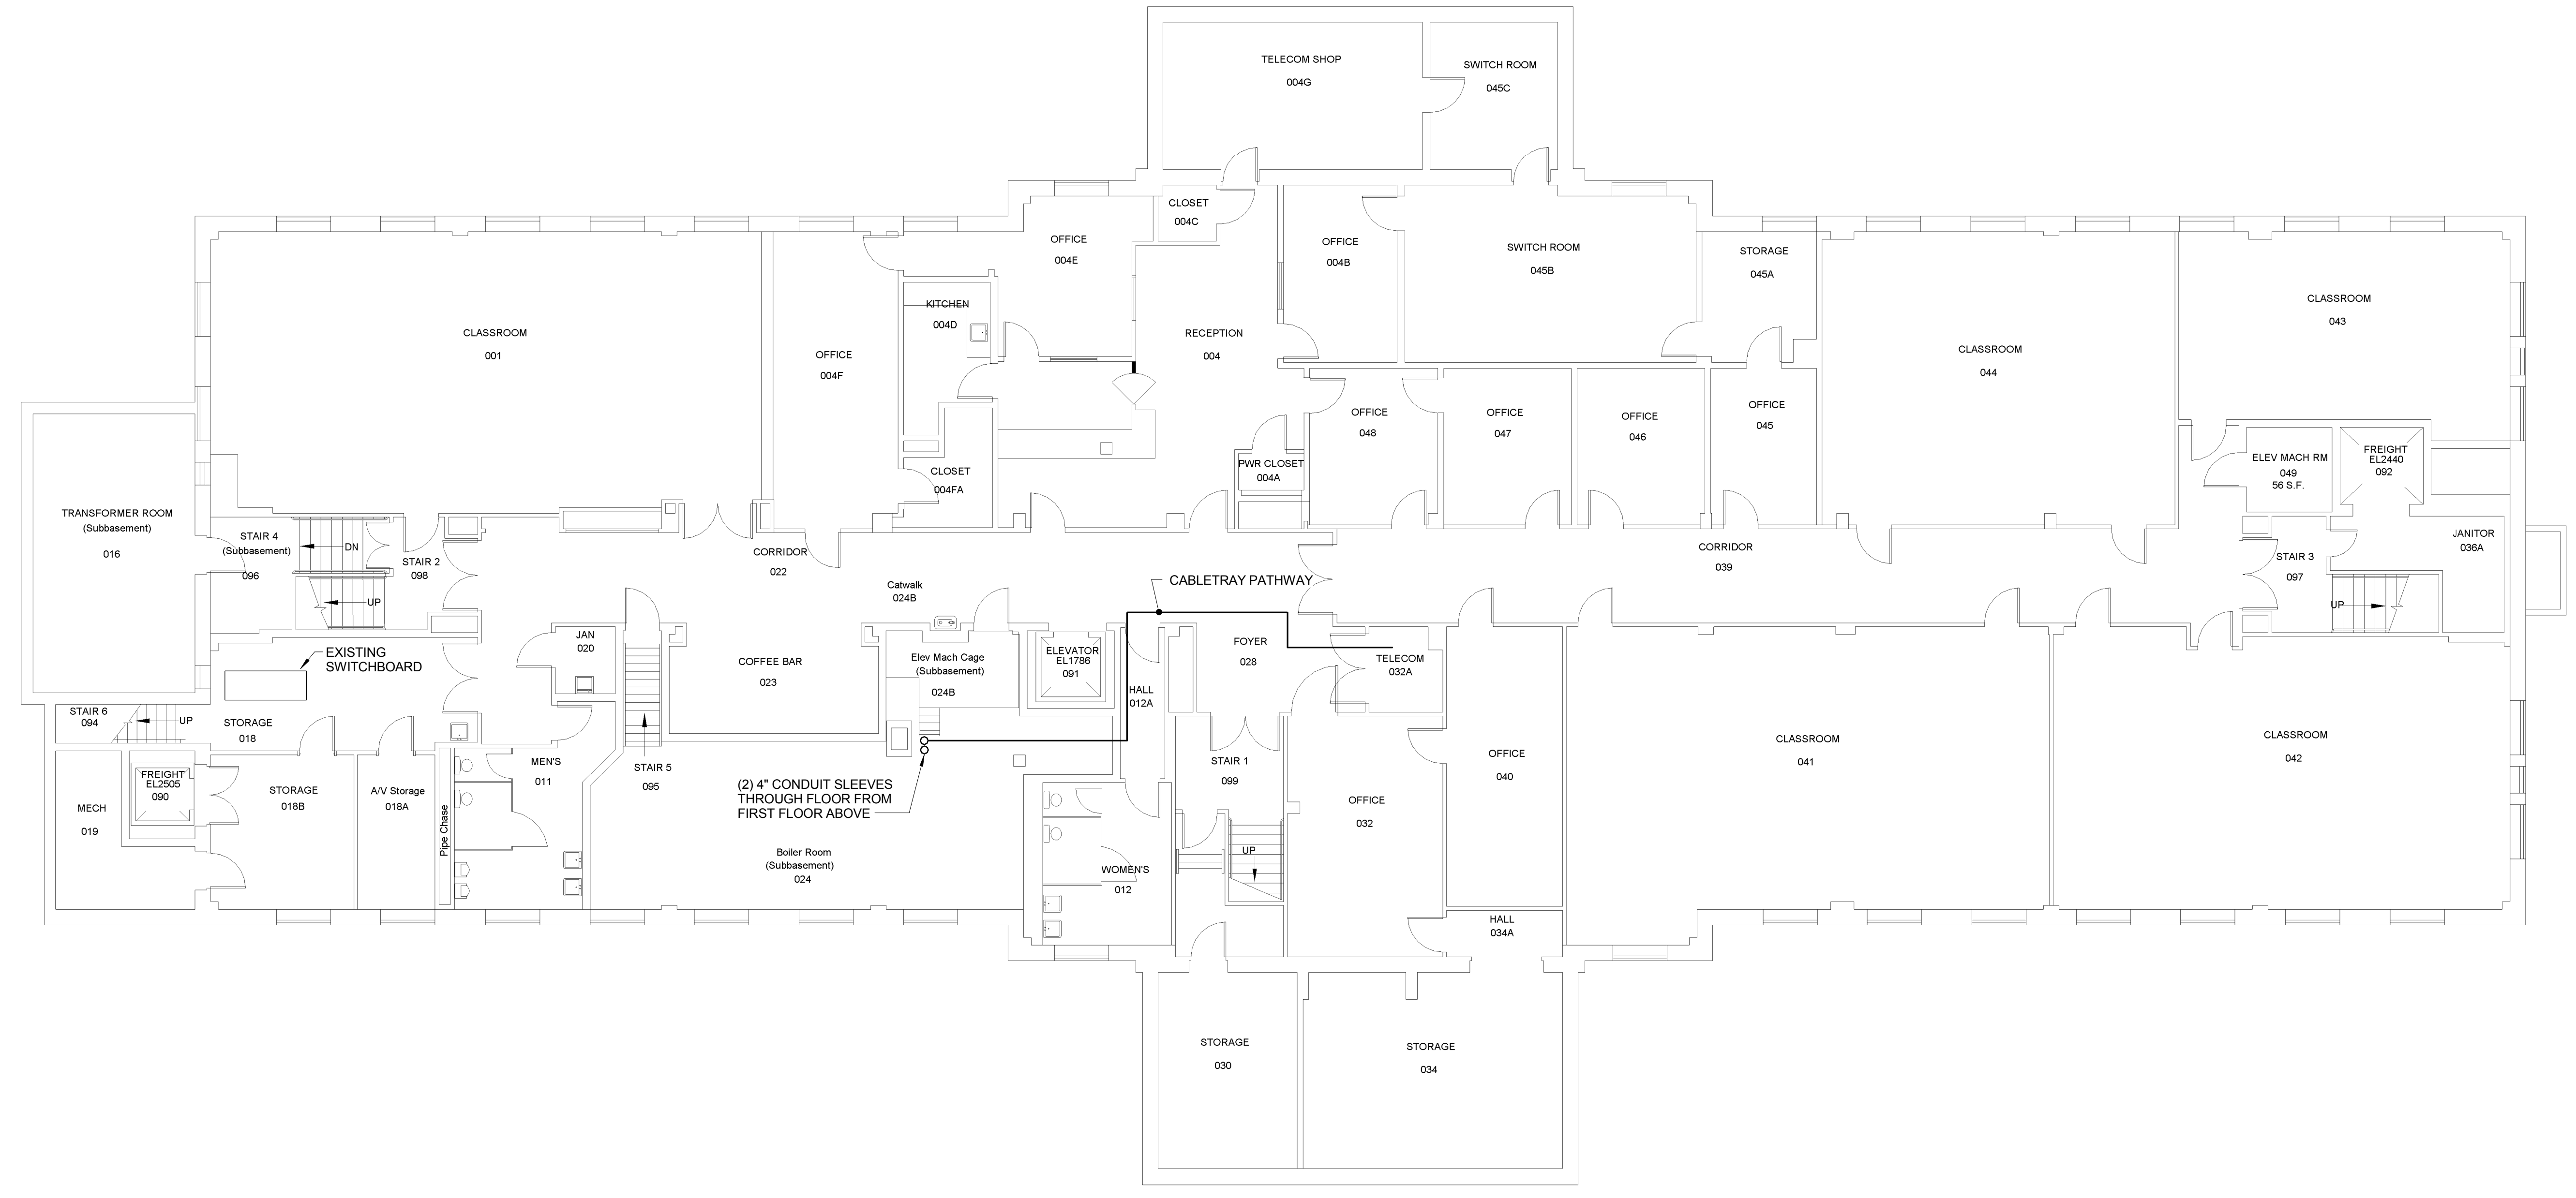 TELECOM SHOP
004G
SWITCH ROOM
045C
CLOSET
004C
OFFICE
004E
OFFICE
004B
SWITCH ROOM
045B
STORAGE
045A
CLASSROOM
043
KITCHEN
004D
CLASSROOM
001
OFFICE
004F
RECEPTION
004
CLASSROOM
044
OFFICE
048
OFFICE
047
OFFICE
046
OFFICE
045
CLOSET
004FA
PWR CLOSET
004A
ELEV MACH RM
049
56 S.F.
FREIGHT
EL2440
092
TRANSFORMER ROOM
(Subbasement)
016
STAIR 4
(Subbasement)
096
DN
STAIR 2
098
UP
CORRIDOR
022
Catwalk
024B
CABLETRAY PATHWAY
CORRIDOR
039
STAIR 3
097
UP
JANITOR
036A
EXISTING
SWITCHBOARD
JAN
020
COFFEE BAR
023
Elev Mach Cage
(Subbasement)
024B
ELEVATOR
EL1786
091
HALL
012A
FOYER
028
TELECOM
032A
STAIR 6
094
UP
STORAGE
018
MEN'S
011
STAIR 5
095
STAIR 1
099
OFFICE
040
CLASSROOM
041
CLASSROOM
042
MECH
019
FREIGHT
EL2505
090
STORAGE
018B
A/V Storage
018A
Pipe Chase
(2) 4" CONDUIT SLEEVES
THROUGH FLOOR FROM
FIRST FLOOR ABOVE
Boiler Room
(Subbasement)
024
WOMEN'S
012
UP
OFFICE
032
HALL
034A
STORAGE
030
STORAGE
034